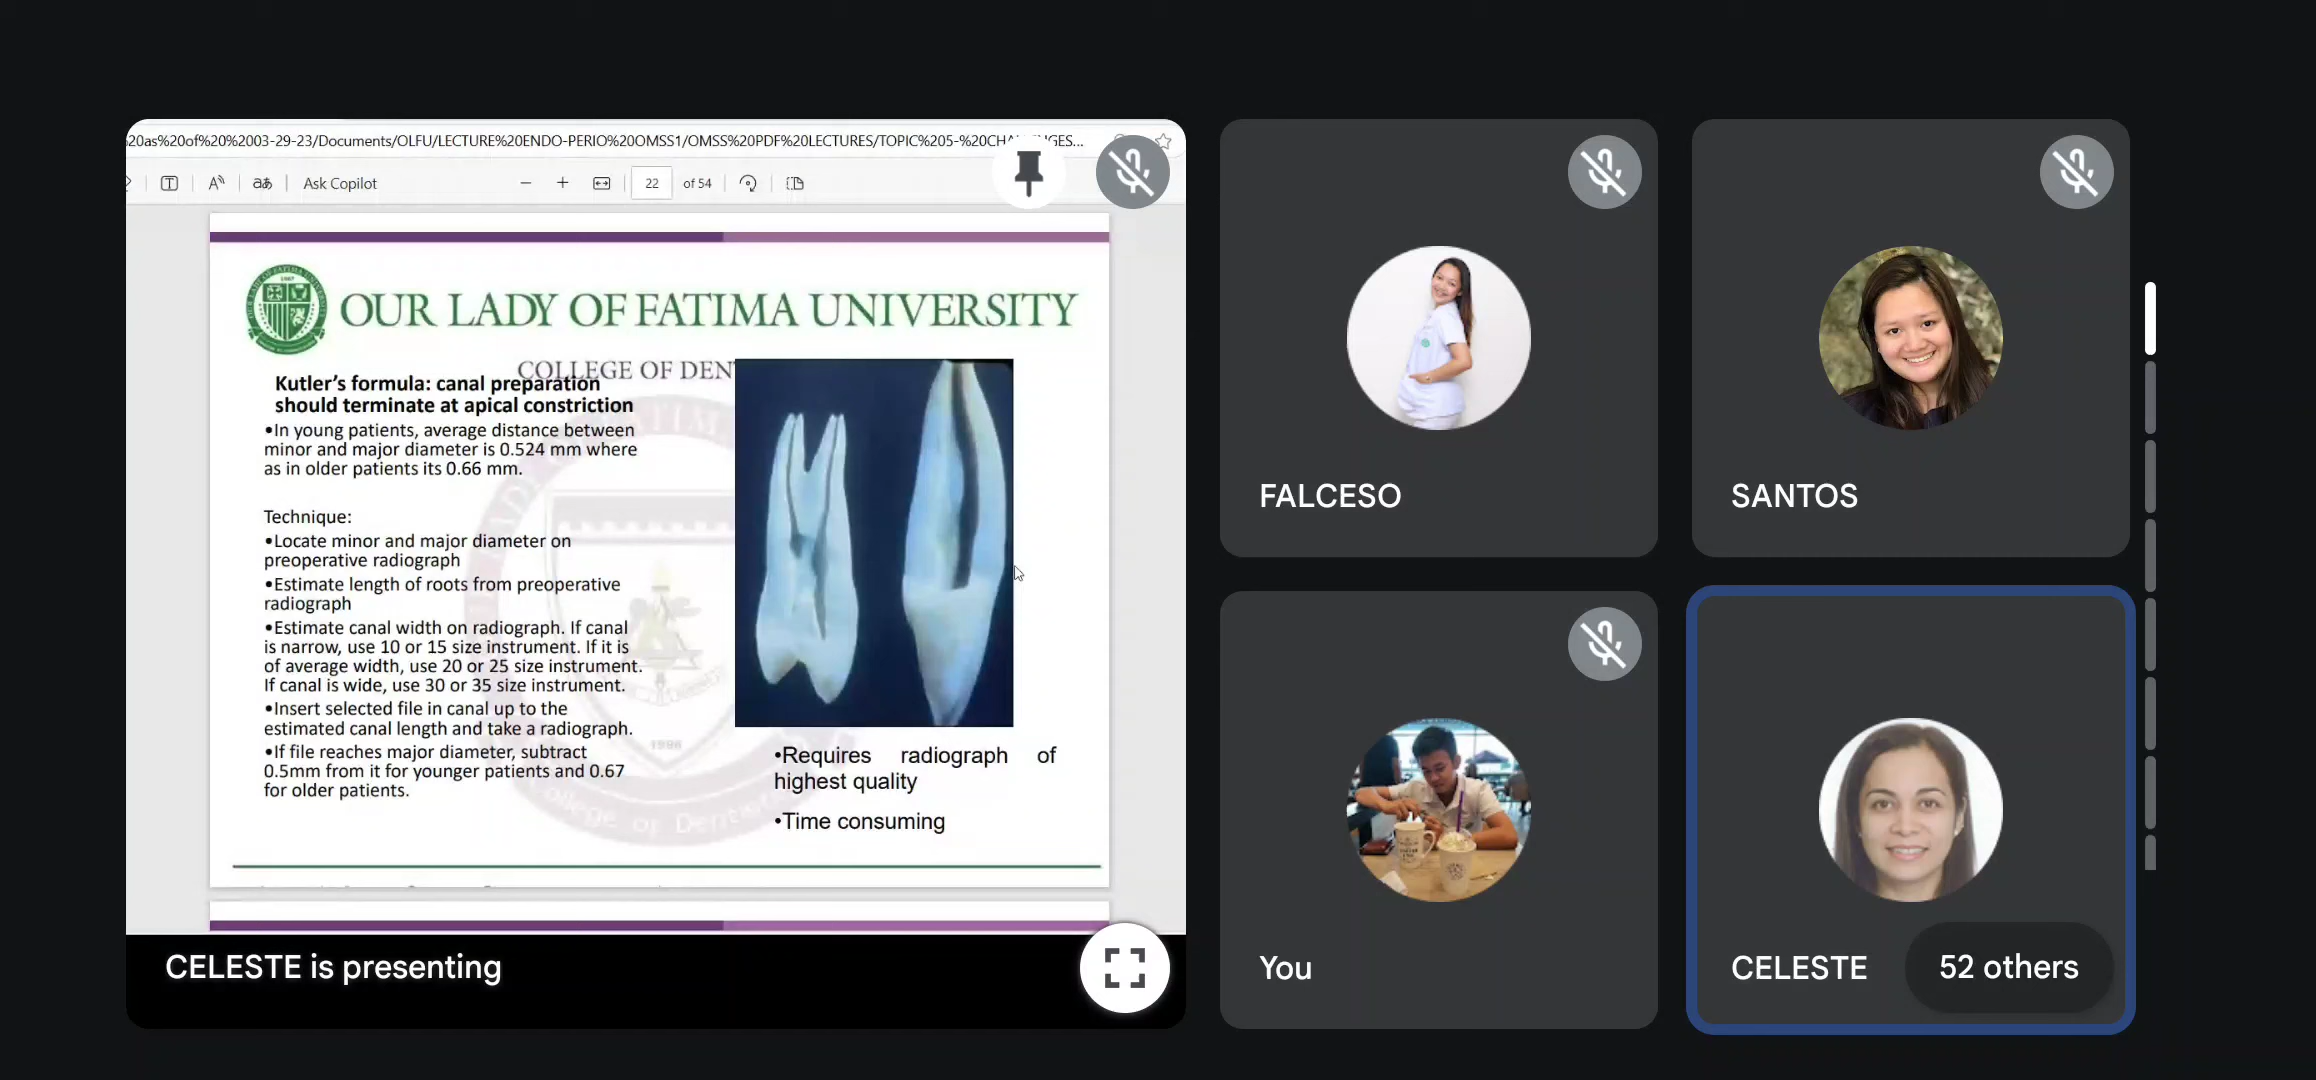 20as%20of%20%2003-29-23/Documents/OLFU/LECTURE%20ENDO-PERIO%20OMSS1/OMSS%20PDF%20LECTURES/TOPIC%205-%20
Ask Copilot
22 of 54
OUR LADY OF FATIMA UNIVERSITY
COLLEGE OF DEN
Kutler's formula: canal preparation
should terminate at apical constriction
•In young patients, average distance between
minor and major diameter is 0.524 mm where
as in older patients its 0.66 mm.
Technique:
•Locate minor and major diameter on
preoperative radiograph
•Estimate length of roots from preoperative
radiograph
•Estimate canal width on radiograph. If canal
is narrow, use 10 or 15 size instrument. If it is
of average width, use 20 or 25 size instrument.
If canal is wide, use 30 or 35 size instrument.
•Insert selected file in canal up to the
estimated canal length and take a radiograph.
•If file reaches major diameter, subtract
0.5mm from it for younger patients and 0.67
for older patients.
•Requires radiograph of
highest quality
•Time consuming
CELESTE is presenting
FALCESO
SANTOS
You
CELESTE
52 others